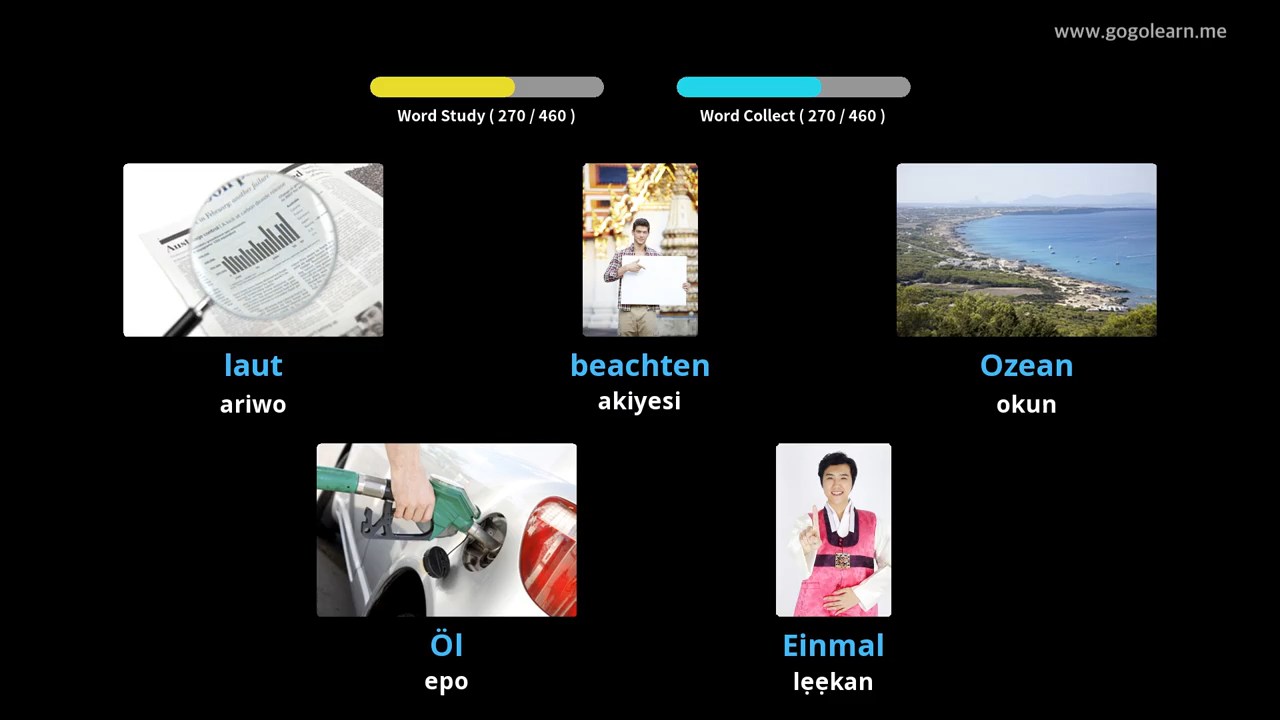 www.gogolearn.me
Word Study ( 270 / 460 )
Word Collect ( 270 / 460 )
laut
ariwo
beachten
akiyesi
Ozean
okun
Öl
epo
Einmal
lẹẹkan